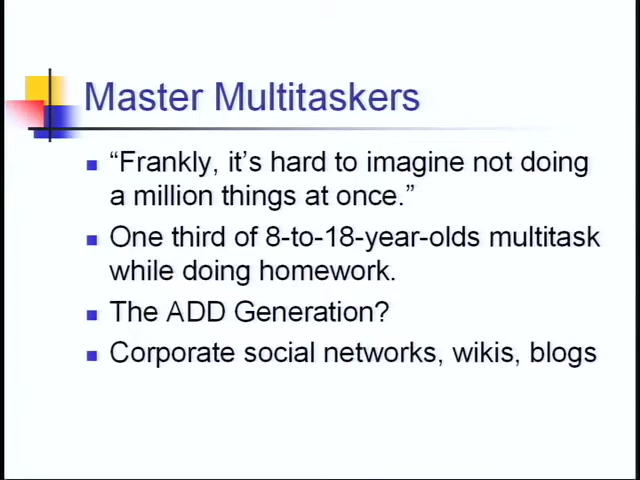 Master Multitaskers
“Frankly, it’s hard to imagine not doing
a million things at once.”
One third of 8-to-18-year-olds multitask
while doing homework.
The ADD Generation?
Corporate social networks, wikis, blogs